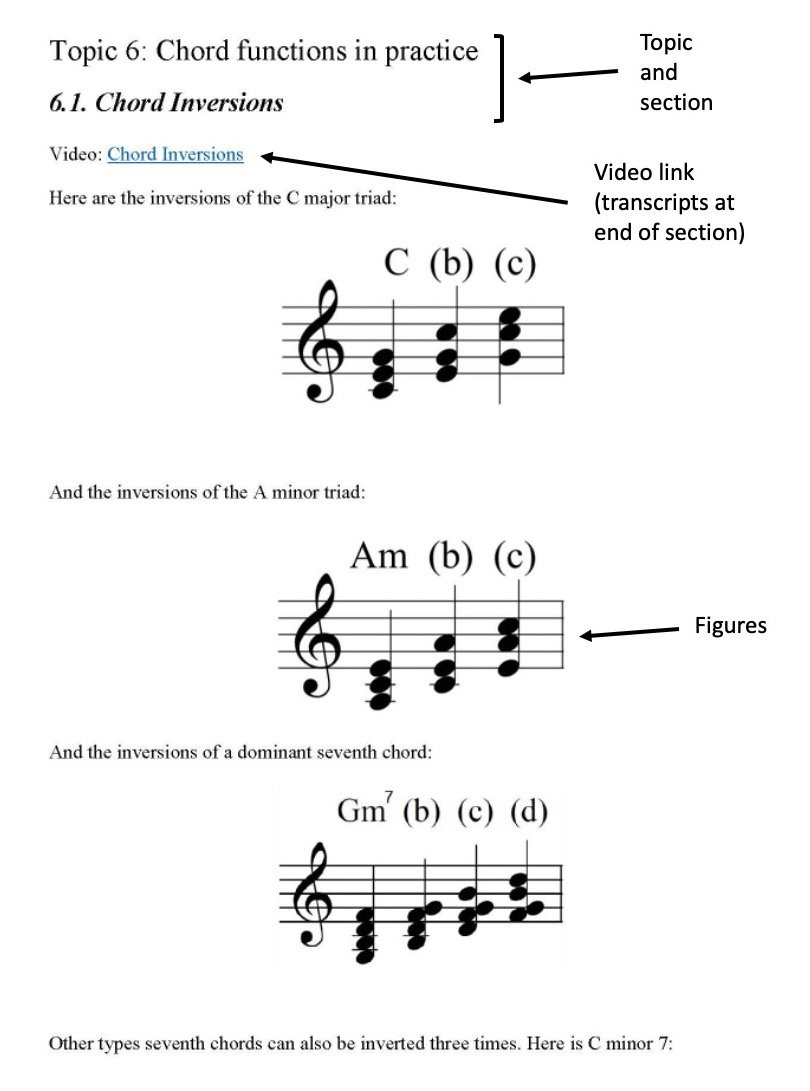 Topic 6: Chord functions in practice
6.1. Chord Inversions
Topic
and
section
Video: Chord Inversions
Video link
(transcripts at
end of section)
Here are the inversions of the C major triad:
C (b) (c)
And the inversions of the A minor triad:
Am (b) (c)
Figures
And the inversions of a dominant seventh chord:
Gm7 (b) (c) (d)
Other types seventh chords can also be inverted three times. Here is C minor 7: